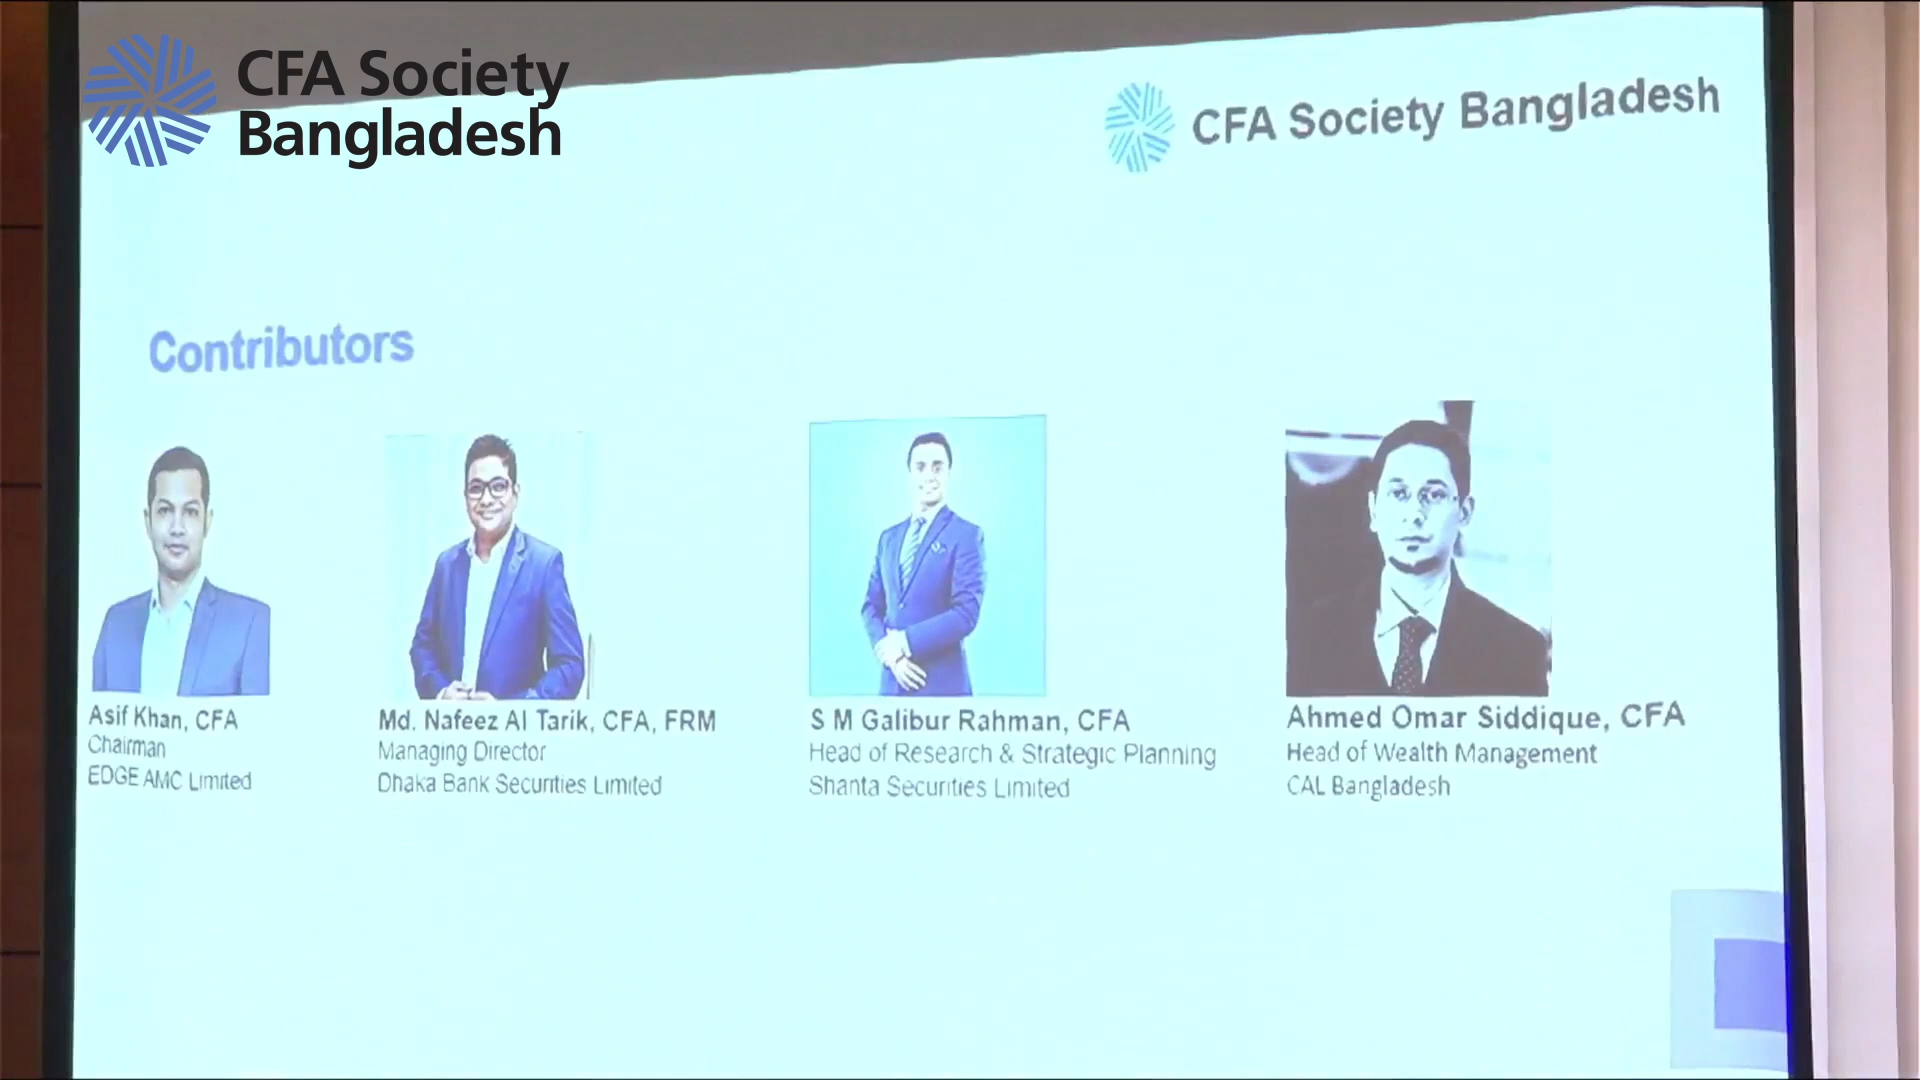 CFA Society
Bangladesh
CFA Society Bangladesh
Contributors
Asif Khan, CFA
Chairman
EDGE AMC Limited
Md. Nafeez Al Tarik, CFA, FRM
Managing Director
Dhaka Bank Securities Limited
S M Galibur Rahman, CFA
Head of Research & Strategic Planning
Shanta Securities Limited
Ahmed Omar Siddique, CFA
Head of Wealth Management
CAL Bangladesh